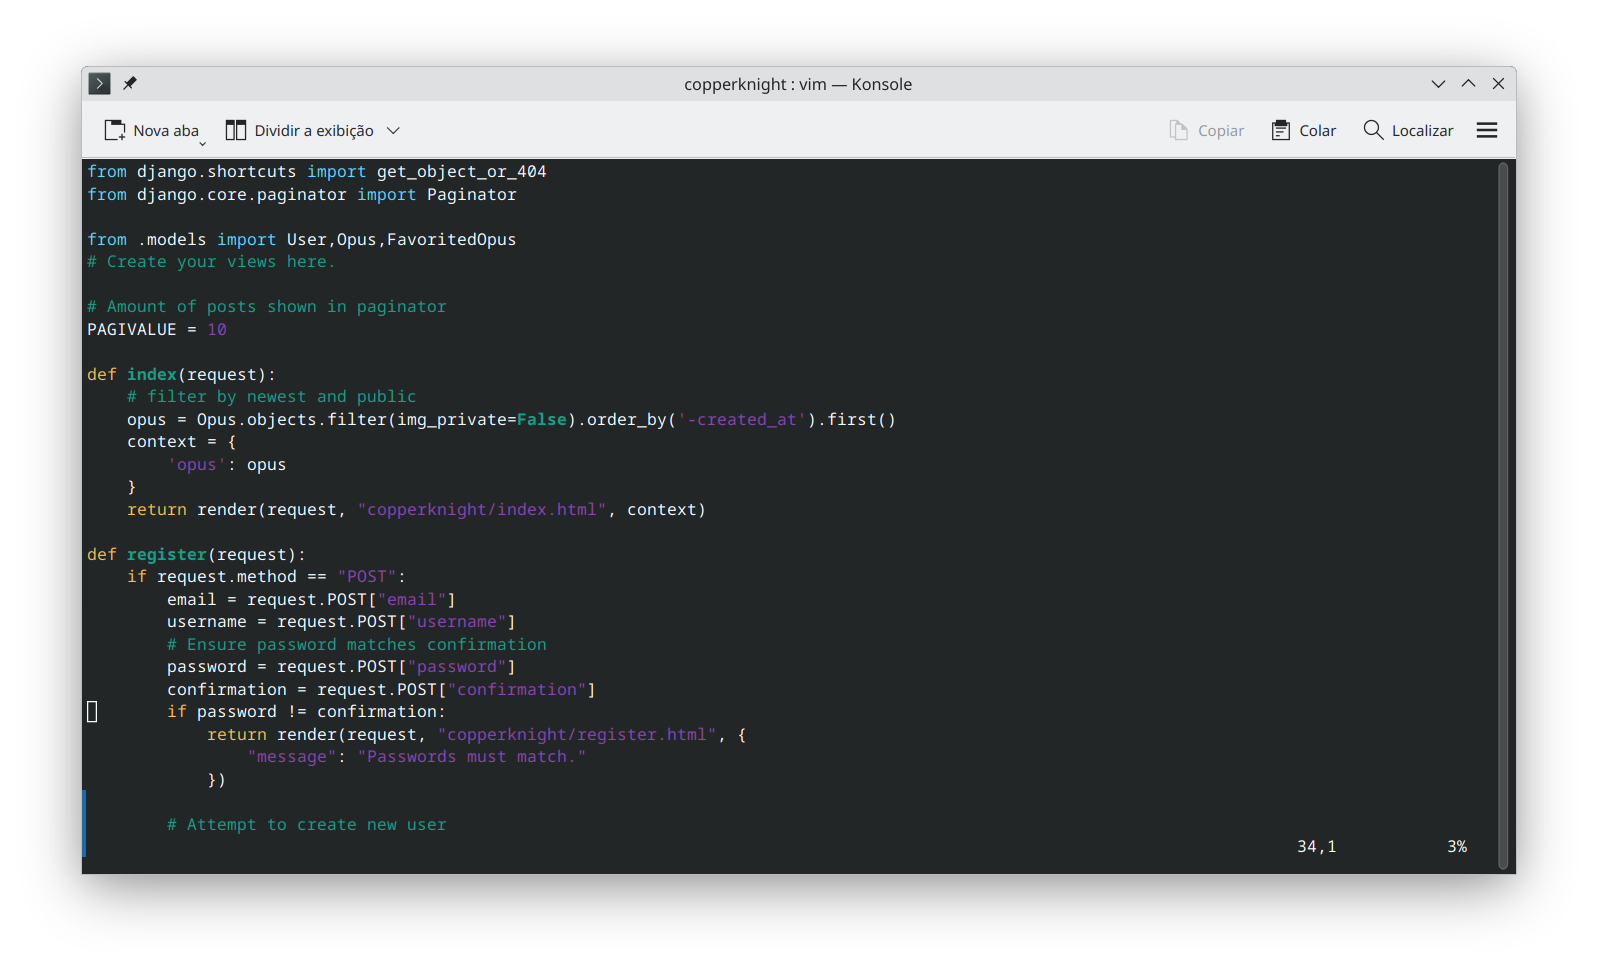 copperknight : vim — Konsole
Nova aba Dividir a exibição Copiar Colar Localizar
from django.shortcuts import get_object_or_404
from django.core.paginator import Paginator

from .models import User,Opus,FavoritedOpus
# Create your views here.

# Amount of posts shown in paginator
PAGIVALUE = 10

def index(request):
    # filter by newest and public
    opus = Opus.objects.filter(img_private=False).order_by('-created_at').first()
    context = {
        'opus': opus
    }
    return render(request, "copperknight/index.html", context)

def register(request):
    if request.method == "POST":
        email = request.POST["email"]
        username = request.POST["username"]
        # Ensure password matches confirmation
        password = request.POST["password"]
        confirmation = request.POST["confirmation"]
        if password != confirmation:
            return render(request, "copperknight/register.html", {
                "message": "Passwords must match."
            })

        # Attempt to create new user
34,1 3%